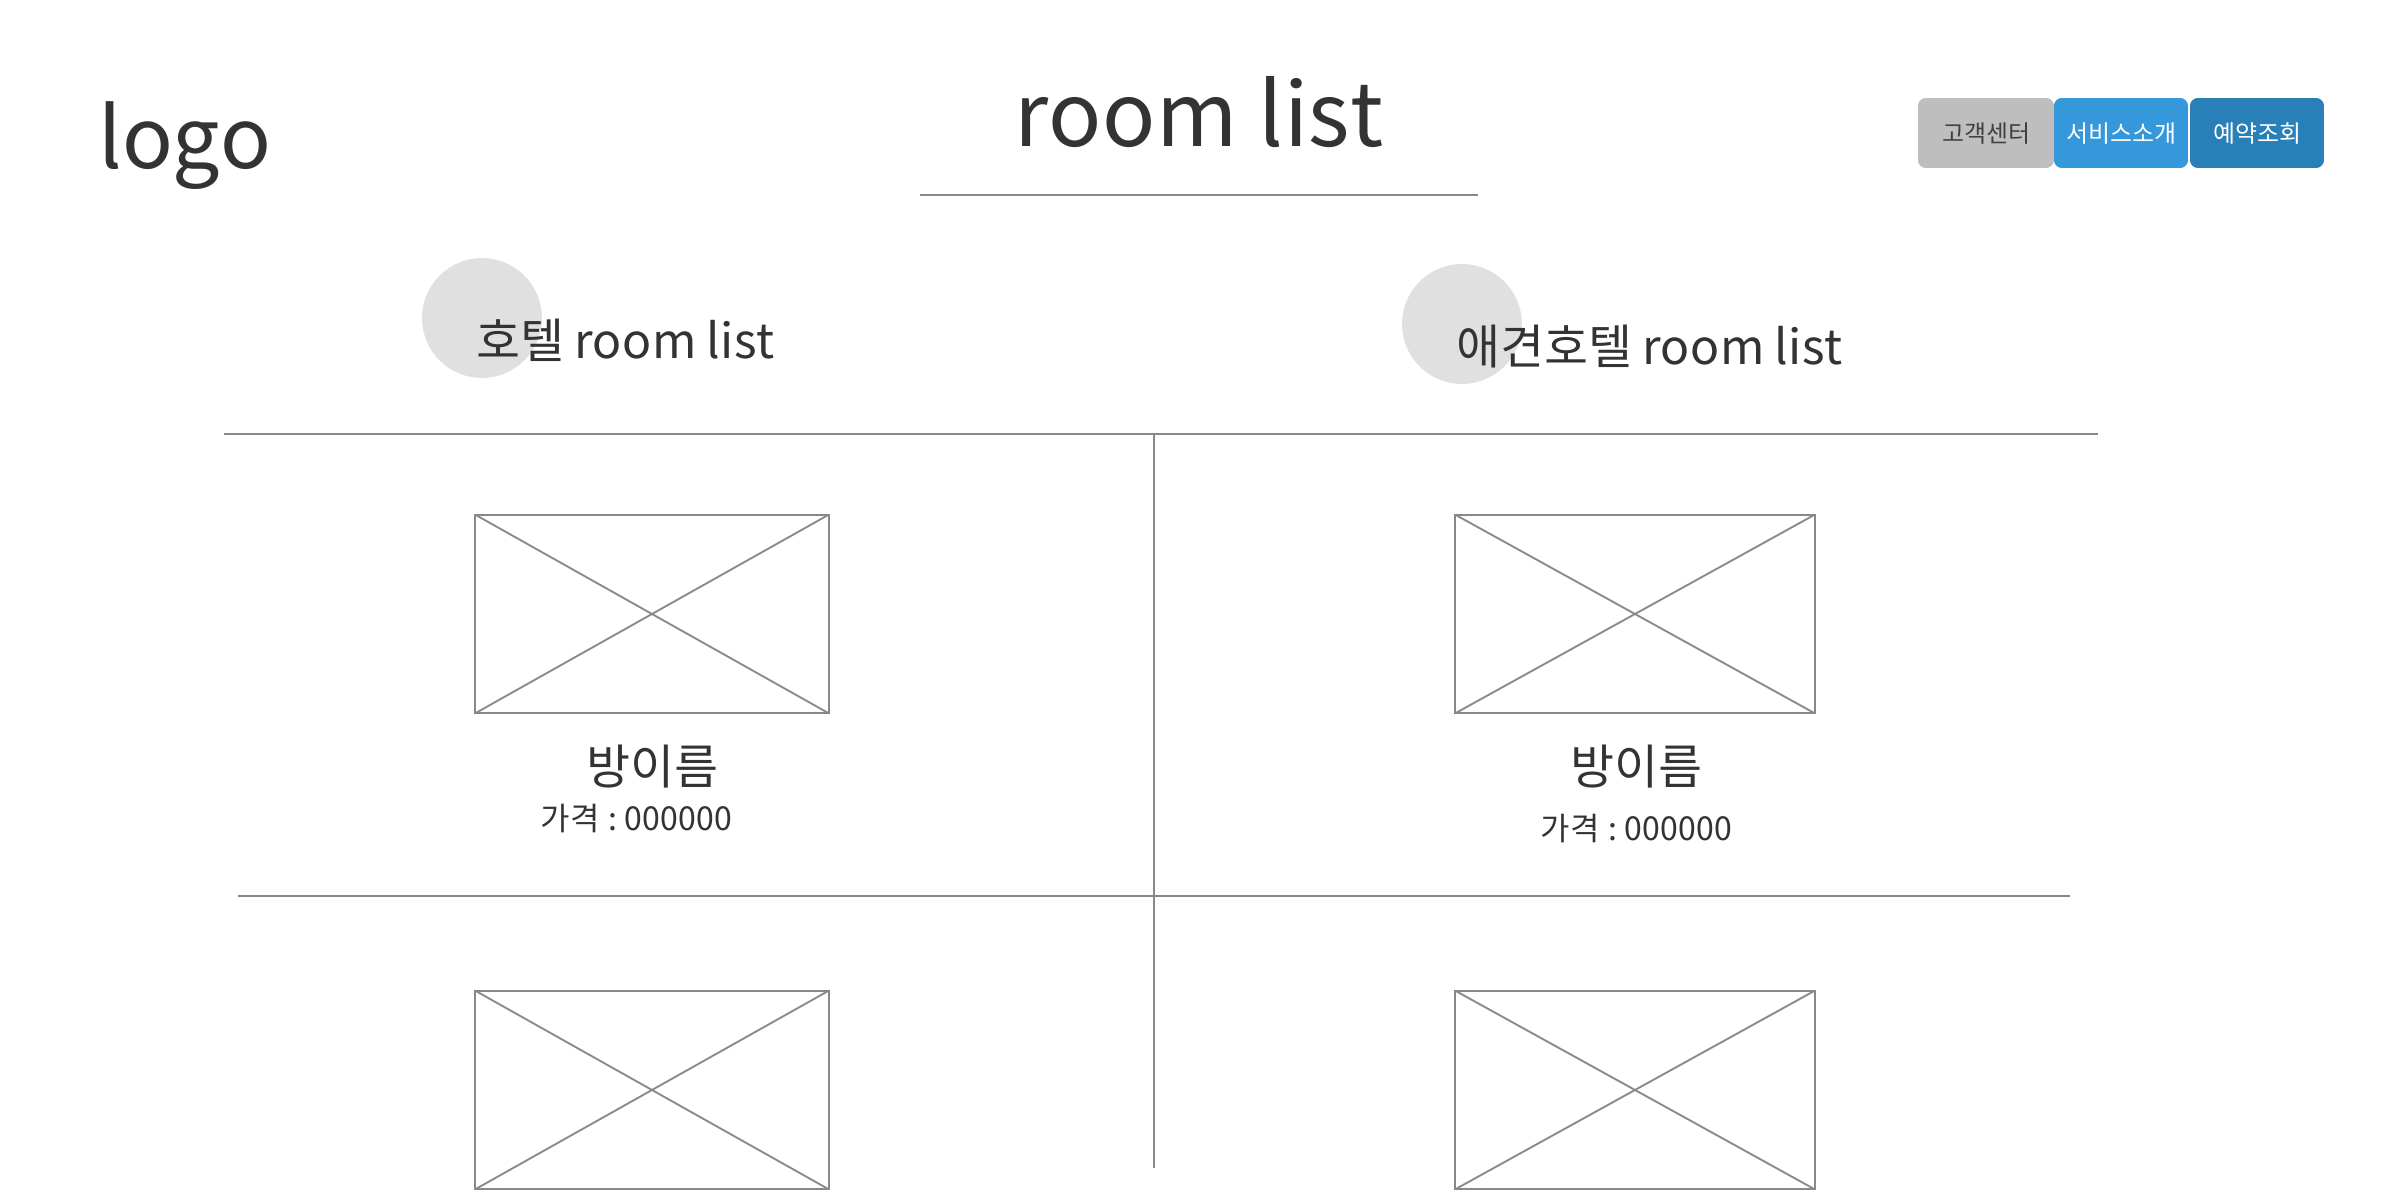 logo
room list
고객센터
서비스소개
예약조회
호텔 room list
애견호텔 room list
방이름
가격 : 000000
방이름
가격 : 000000